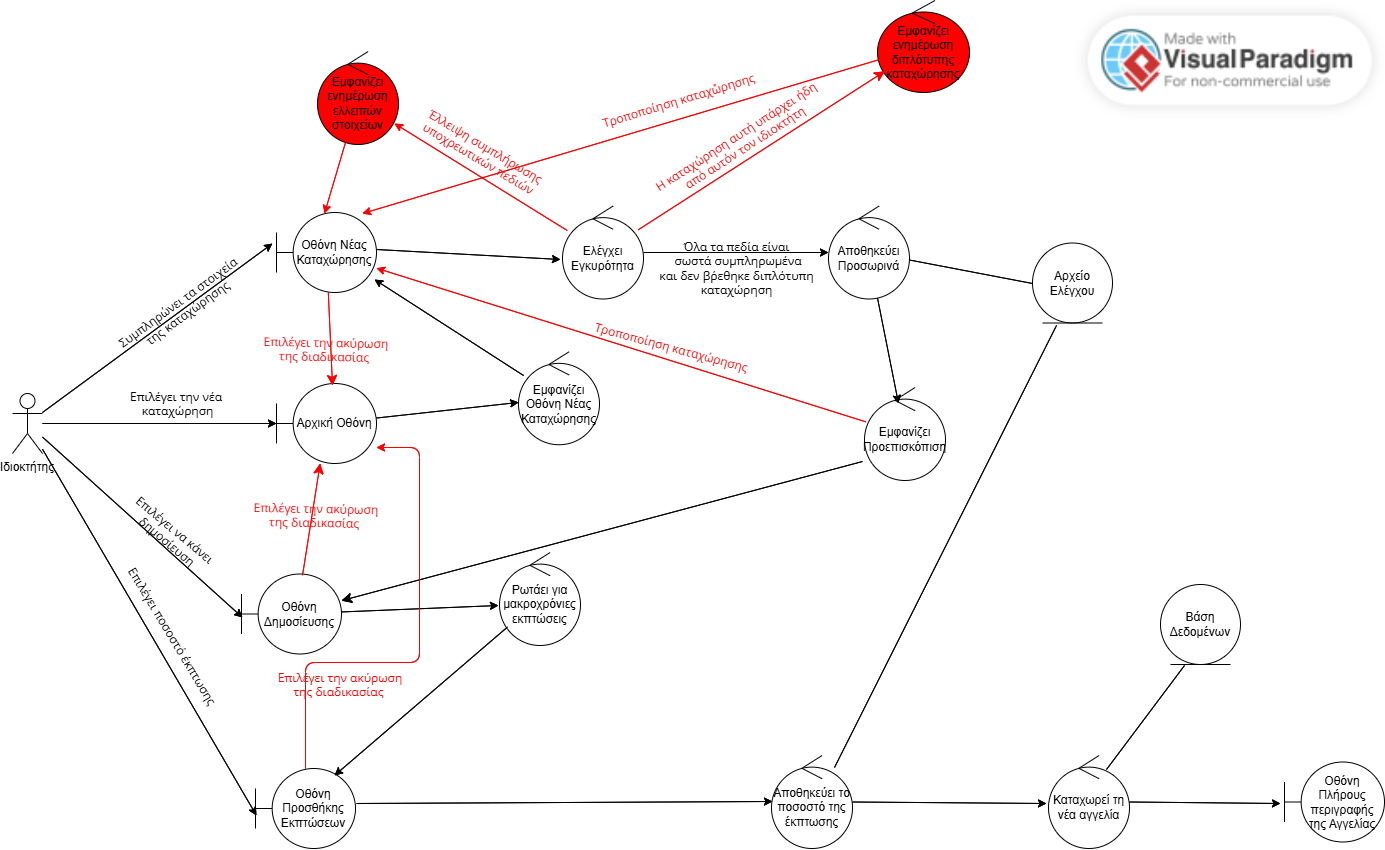 Εμφανίζει
ενημέρωση
διπλότυπης
καταχώρησης
Made with
VisualParadigm
For non-commercial use
Εμφανίζει
ενημέρωση
ελλειπών
στοιχείων
Τροποποίηση καταχώρησης
Έλλειψη συμπλήρωσης
υποχρεωτικών πεδιών
Η καταχώρηση αυτή υπάρχει ήδη
από αυτόν τον ιδιοκτήτη
Οθόνη Νέας
Καταχώρησης
Ελέγχει
Εγκυρότητα
Όλα τα πεδία είναι
σωστά συμπληρωμένα
και δεν βρέθηκε διπλότυπη
καταχώρηση
Αποθηκεύει
Προσωρινά
Αρχείο
Ελέγχου
Συμπληρώνει τα στοιχεία
της καταχώρησης
Επιλέγει την ακύρωση
της διαδικασίας
Τροποποίηση καταχώρησης
Επιλέγει την νέα
καταχώρηση
Αρχική Οθόνη
Εμφανίζει
Οθόνη Νέας
Καταχώρησης
Εμφανίζει
Προεπισκόπιση
Ιδιοκτήτης
Επιλέγει να κάνει
δημοσίευση
Επιλέγει την ακύρωση
της διαδικασίας
Οθόνη
Δημοσίευσης
Ρωτάει για
μακροχρόνιες
εκπτώσεις
Βάση
Δεδομένων
Επιλέγει ποσοστό έκπτωσης
Επιλέγει την ακύρωση
της διαδικασίας
Οθόνη
Προσθήκης
Εκπτώσεων
Αποθηκεύει το
ποσοστό της
έκπτωσης
Καταχωρεί τη
νέα αγγελία
Οθόνη
Πλήρους
περιγραφής
της Αγγελίας